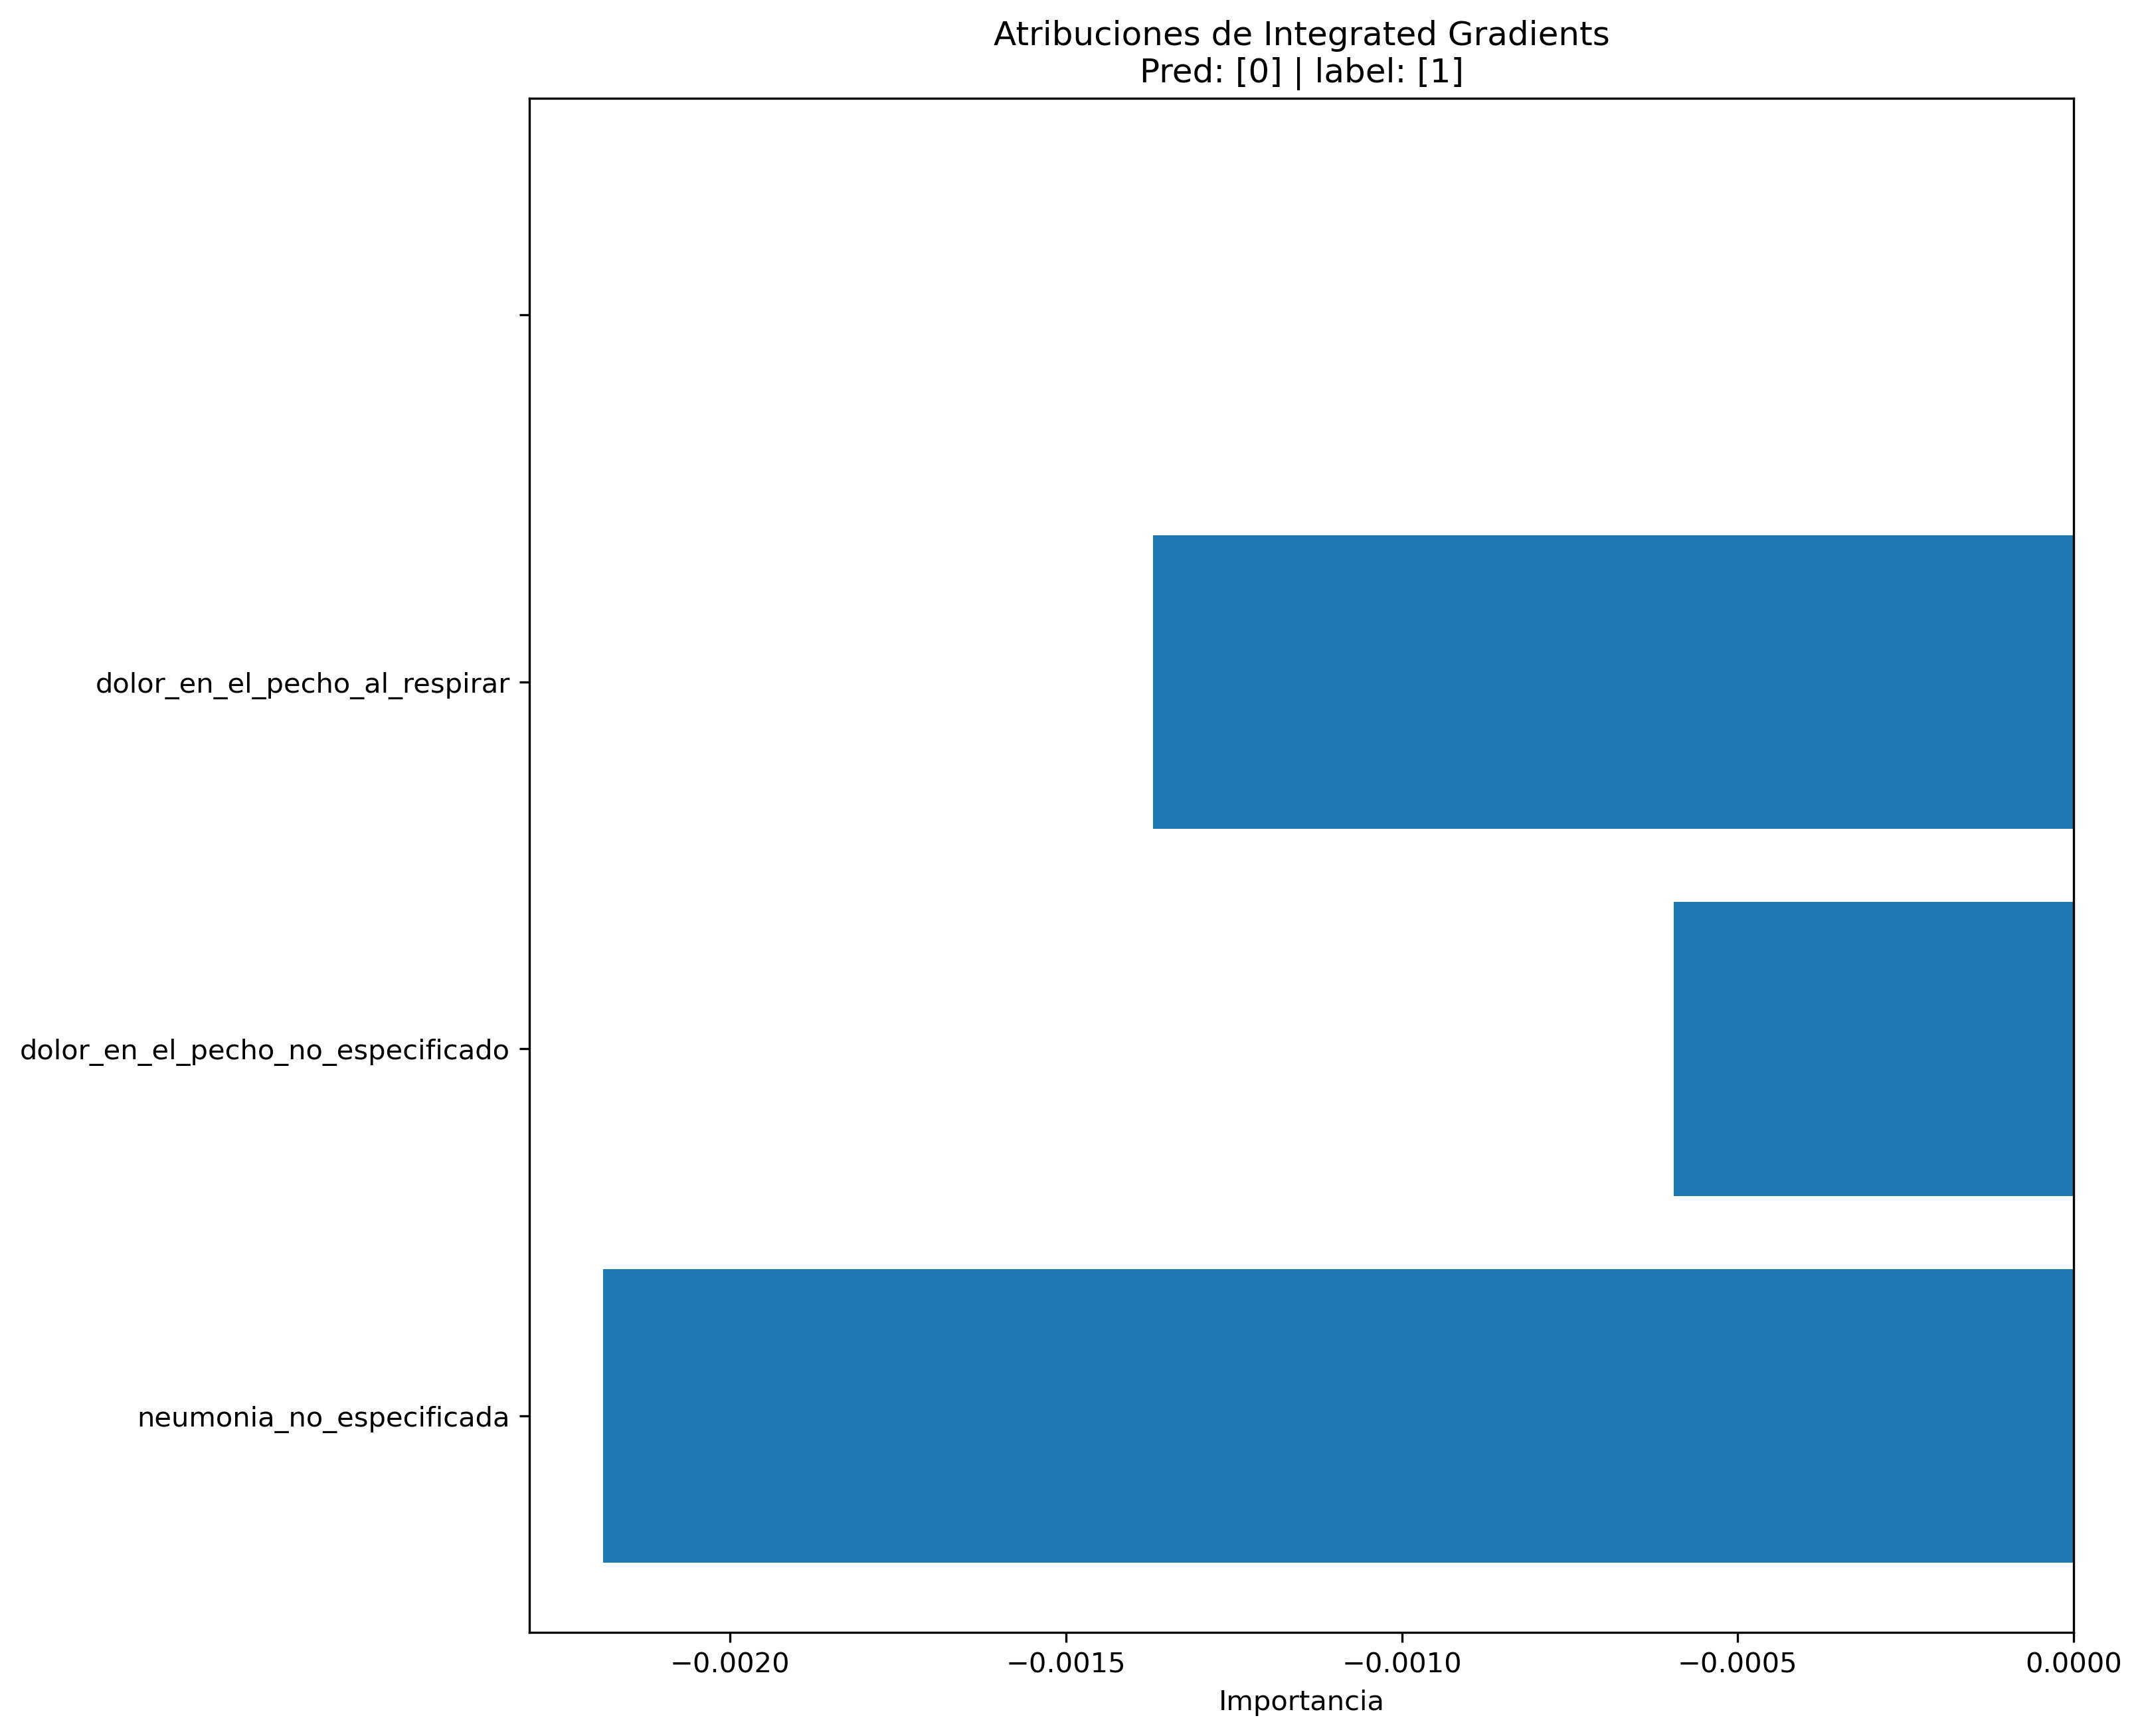 Atribuciones de Integrated Gradients
Pred: [0] | label: [1]
dolor_en_el_pecho_al_respirar
dolor_en_el_pecho_no_especificado
neumonia_no_especificada
−0.0020 −0.0015 −0.0010 −0.0005 0.0000
Importancia